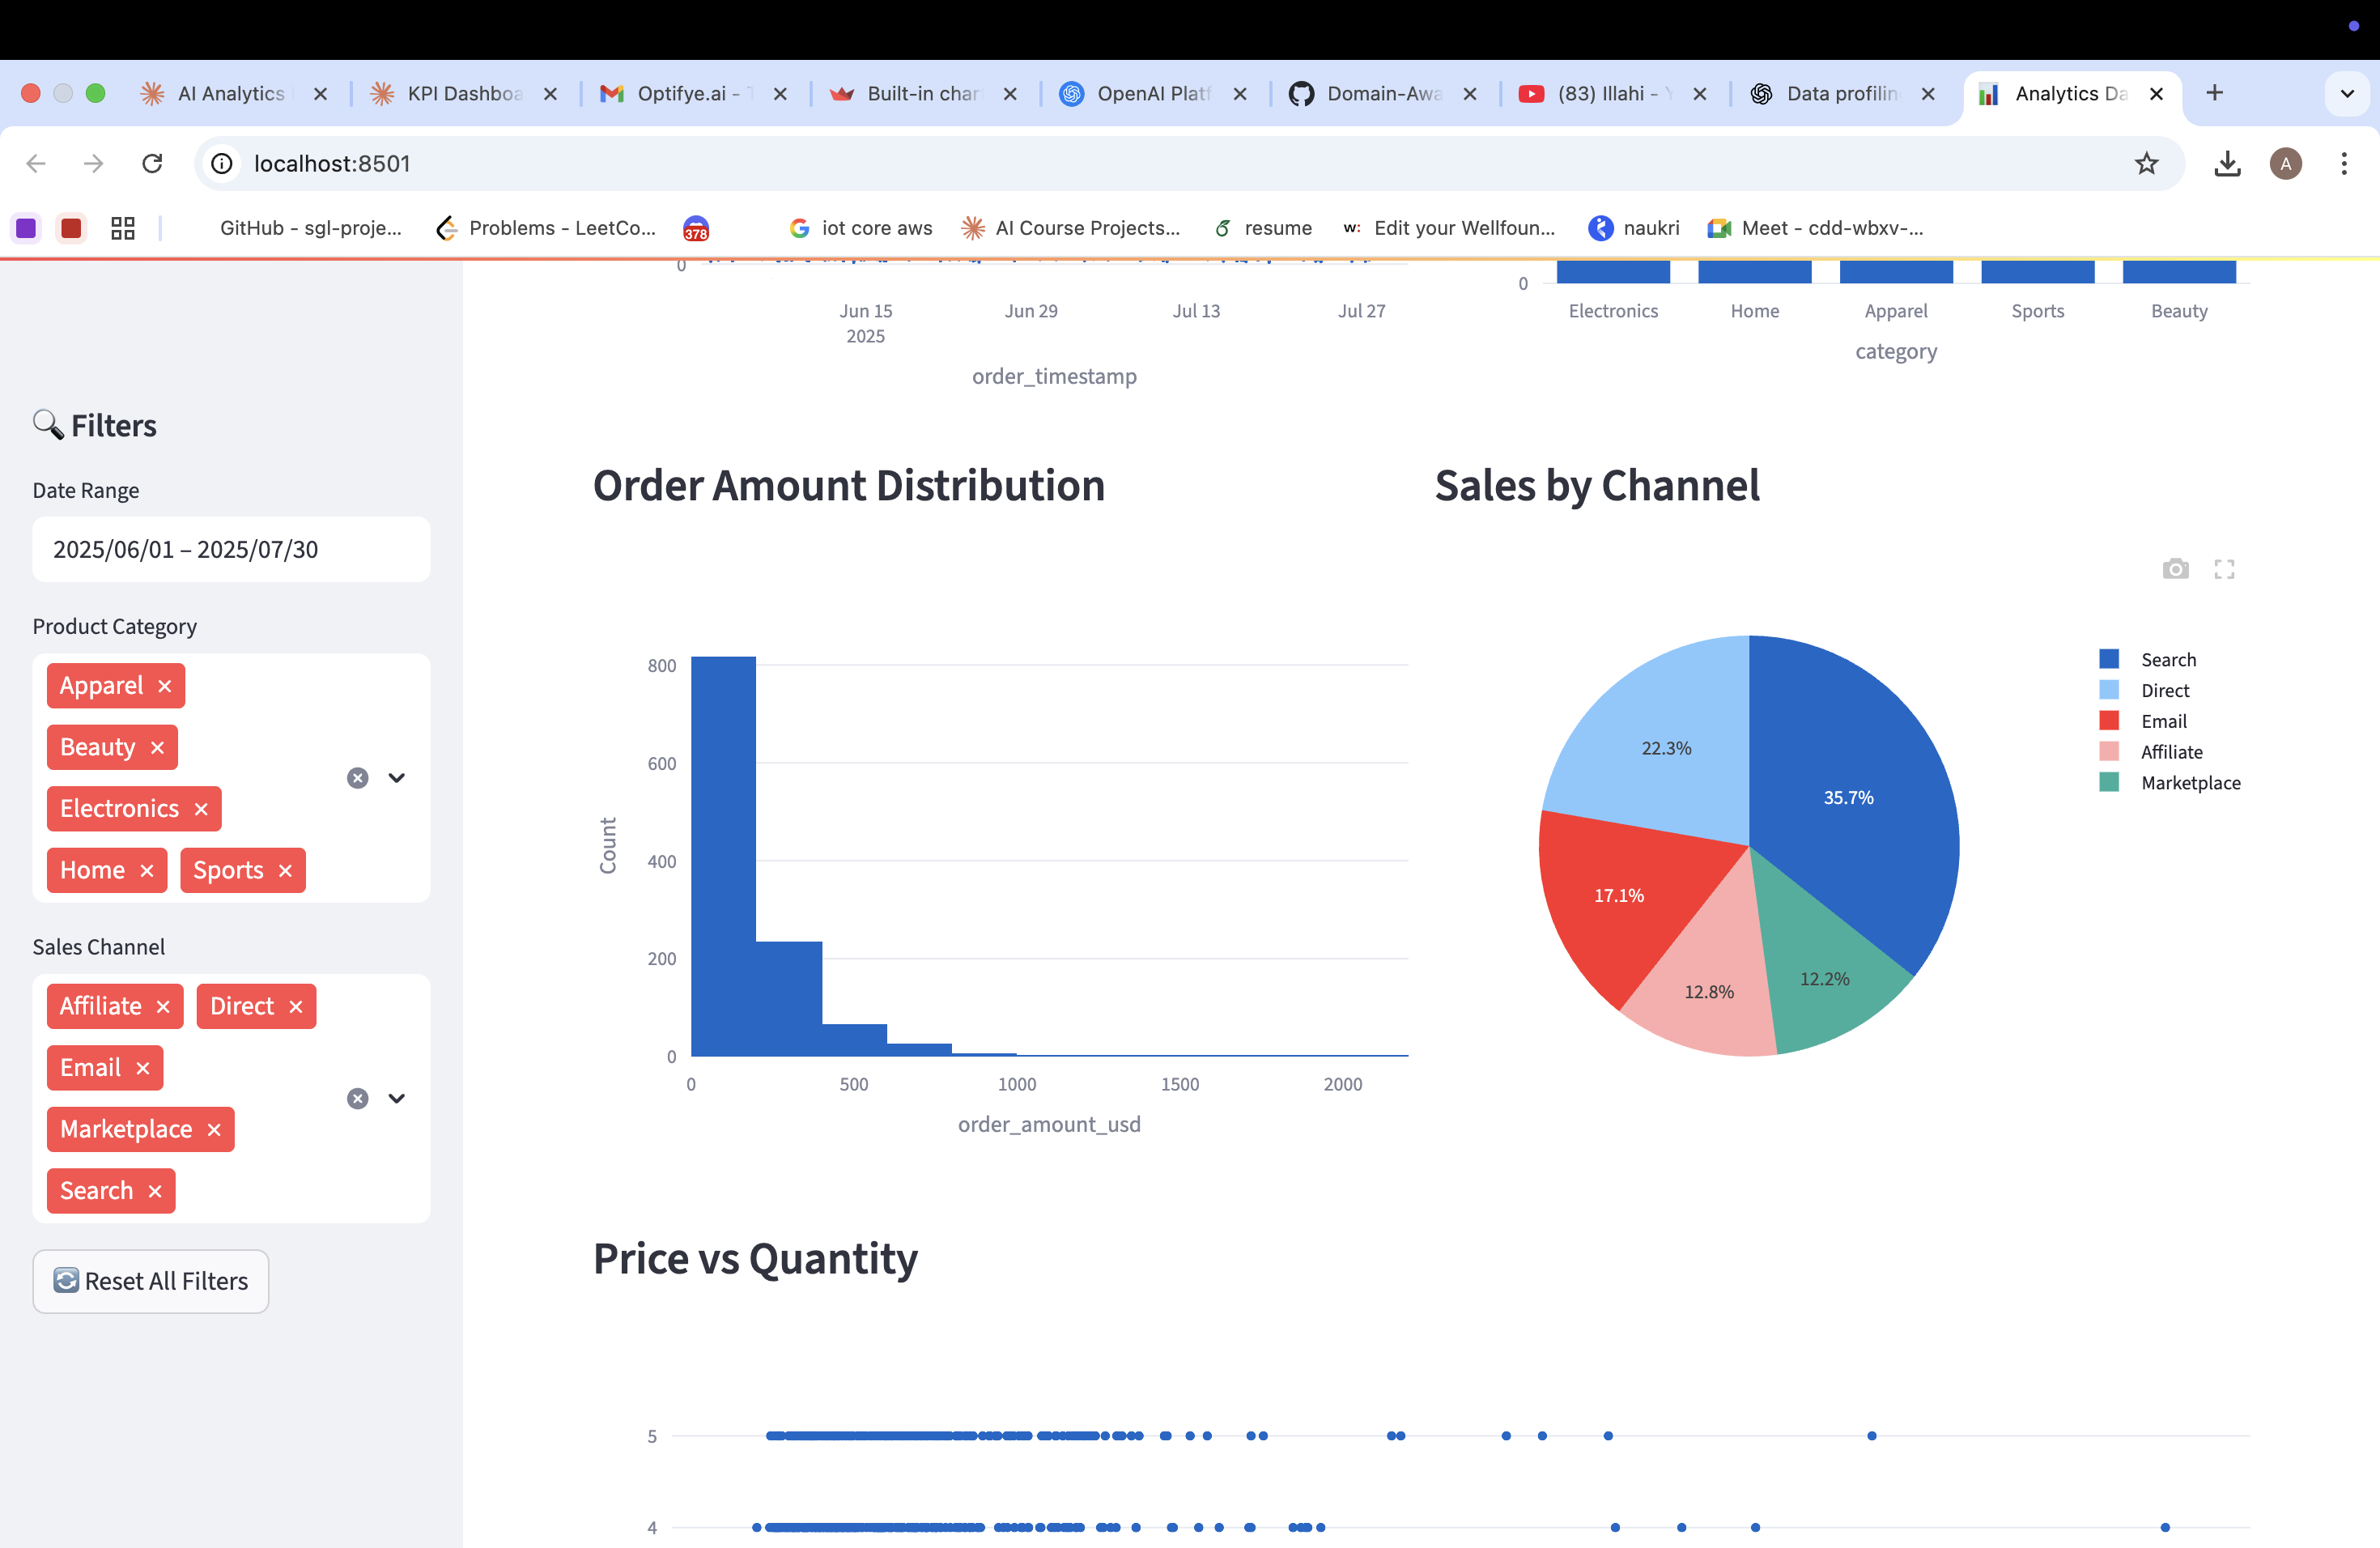 AI Analytics
KPI Dashboa
Optifye.ai -
Built-in char
OpenAI Platf
Domain-Awa
(83) Illahi -
Data profilin
Analytics Da
localhost:8501
A
GitHub - sgl-proje...
Problems - LeetCo...
378
iot core aws
AI Course Projects...
resume
w:
Edit your Wellfoun...
naukri
Meet - cdd-wbxv-...
🔍 Filters
Date Range
2025/06/01 – 2025/07/30
Product Category
Apparel
Beauty
Electronics
Home
Sports
Sales Channel
Affiliate
Direct
Email
Marketplace
Search
🔄 Reset All Filters
0
Jun 15
2025
Jun 29
Jul 13
Jul 27
order_timestamp
0
Electronics
Home
Apparel
Sports
Beauty
category
Order Amount Distribution
800
600
400
200
0
Count
0
500
1000
1500
2000
order_amount_usd
Sales by Channel
35.7%
22.3%
17.1%
12.8%
12.2%
Search
Direct
Email
Affiliate
Marketplace
Price vs Quantity
5
4